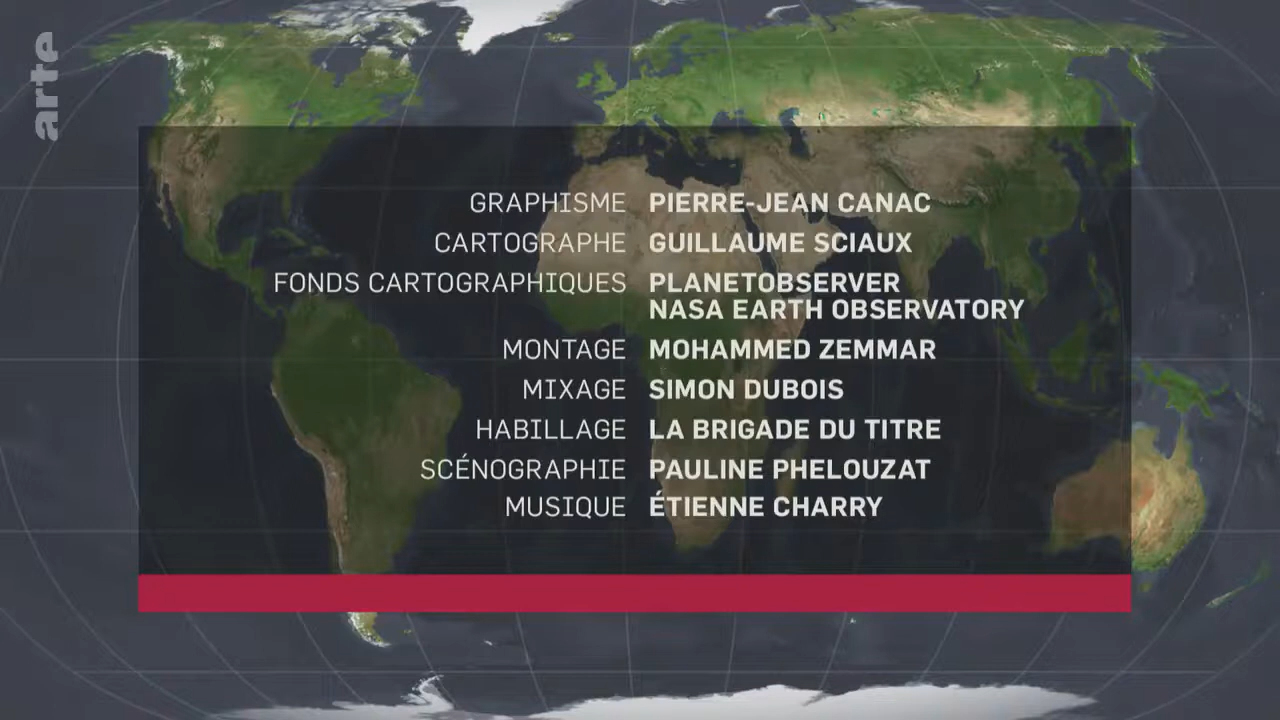 arte
GRAPHISME PIERRE-JEAN CANAC
CARTOGRAPHE GUILLAUME SCIAUX
FONDS CARTOGRAPHIQUES PLANETOBSERVER
NASA EARTH OBSERVATORY
MONTAGE MOHAMMED ZEMMAR
MIXAGE SIMON DUBOIS
HABILLAGE LA BRIGADE DU TITRE
SCÉNOGRAPHIE PAULINE PHELOUZAT
MUSIQUE ÉTIENNE CHARRY